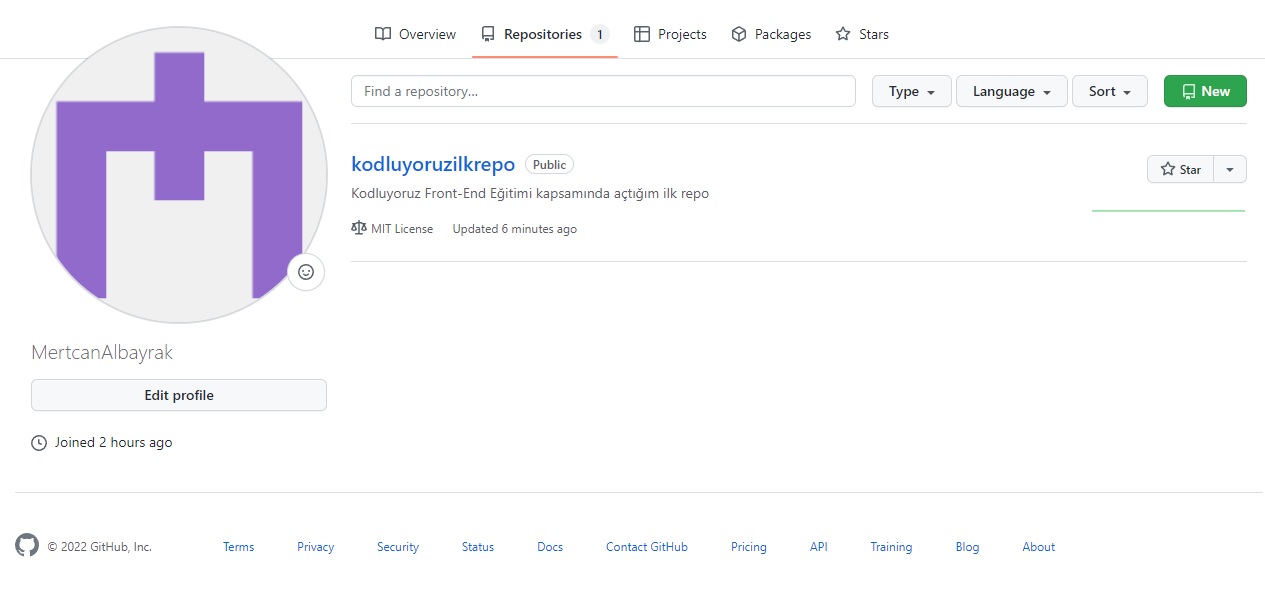 Overview Repositories 1 Projects Packages Stars
Find a repository... Type Language Sort New
kodluyoruzilkrepo Public Star
Kodluyoruz Front-End Eğitimi kapsamında açtığım ilk repo
MIT License Updated 6 minutes ago
MertcanAlbayrak
Edit profile
Joined 2 hours ago
© 2022 GitHub, Inc. Terms Privacy Security Status Docs Contact GitHub Pricing API Training Blog About